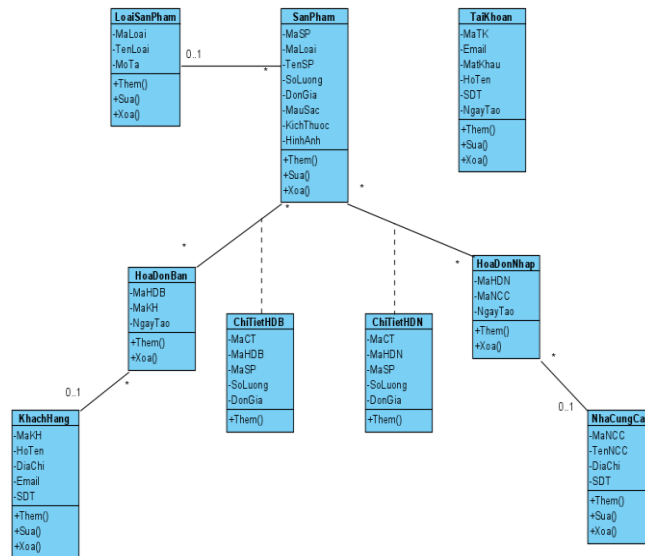 LoaiSanPham
-MaLoai
-TenLoai
-MoTa
+Them()
+Sua()
+Xoa()
0..1
*
SanPham
-MaSP
-MaLoai
-TenSP
-SoLuong
-DonGia
-MauSac
-KichThuoc
-HinhAnh
+Them()
+Sua()
+Xoa()
TaiKhoan
-MaTK
-Email
-MatKhau
-HoTen
-SDT
-NgayTao
+Them()
+Sua()
+Xoa()
*
*
*
*
HoaDonBan
-MaHDB
-MaKH
-NgayTao
+Them()
+Xoa()
HoaDonNhap
-MaHDN
-MaNCC
-NgayTao
+Them()
+Xoa()
ChiTietHDB
-MaCT
-MaHDB
-MaSP
-SoLuong
-DonGia
+Them()
ChiTietHDN
-MaCT
-MaHDN
-MaSP
-SoLuong
-DonGia
+Them()
0..1
*
*
0..1
KhachHang
-MaKH
-HoTen
-DiaChi
-Email
-SDT
+Them()
+Sua()
+Xoa()
NhaCungCa
-MaNCC
-TenNCC
-DiaChi
-SDT
+Them()
+Sua()
+Xoa()